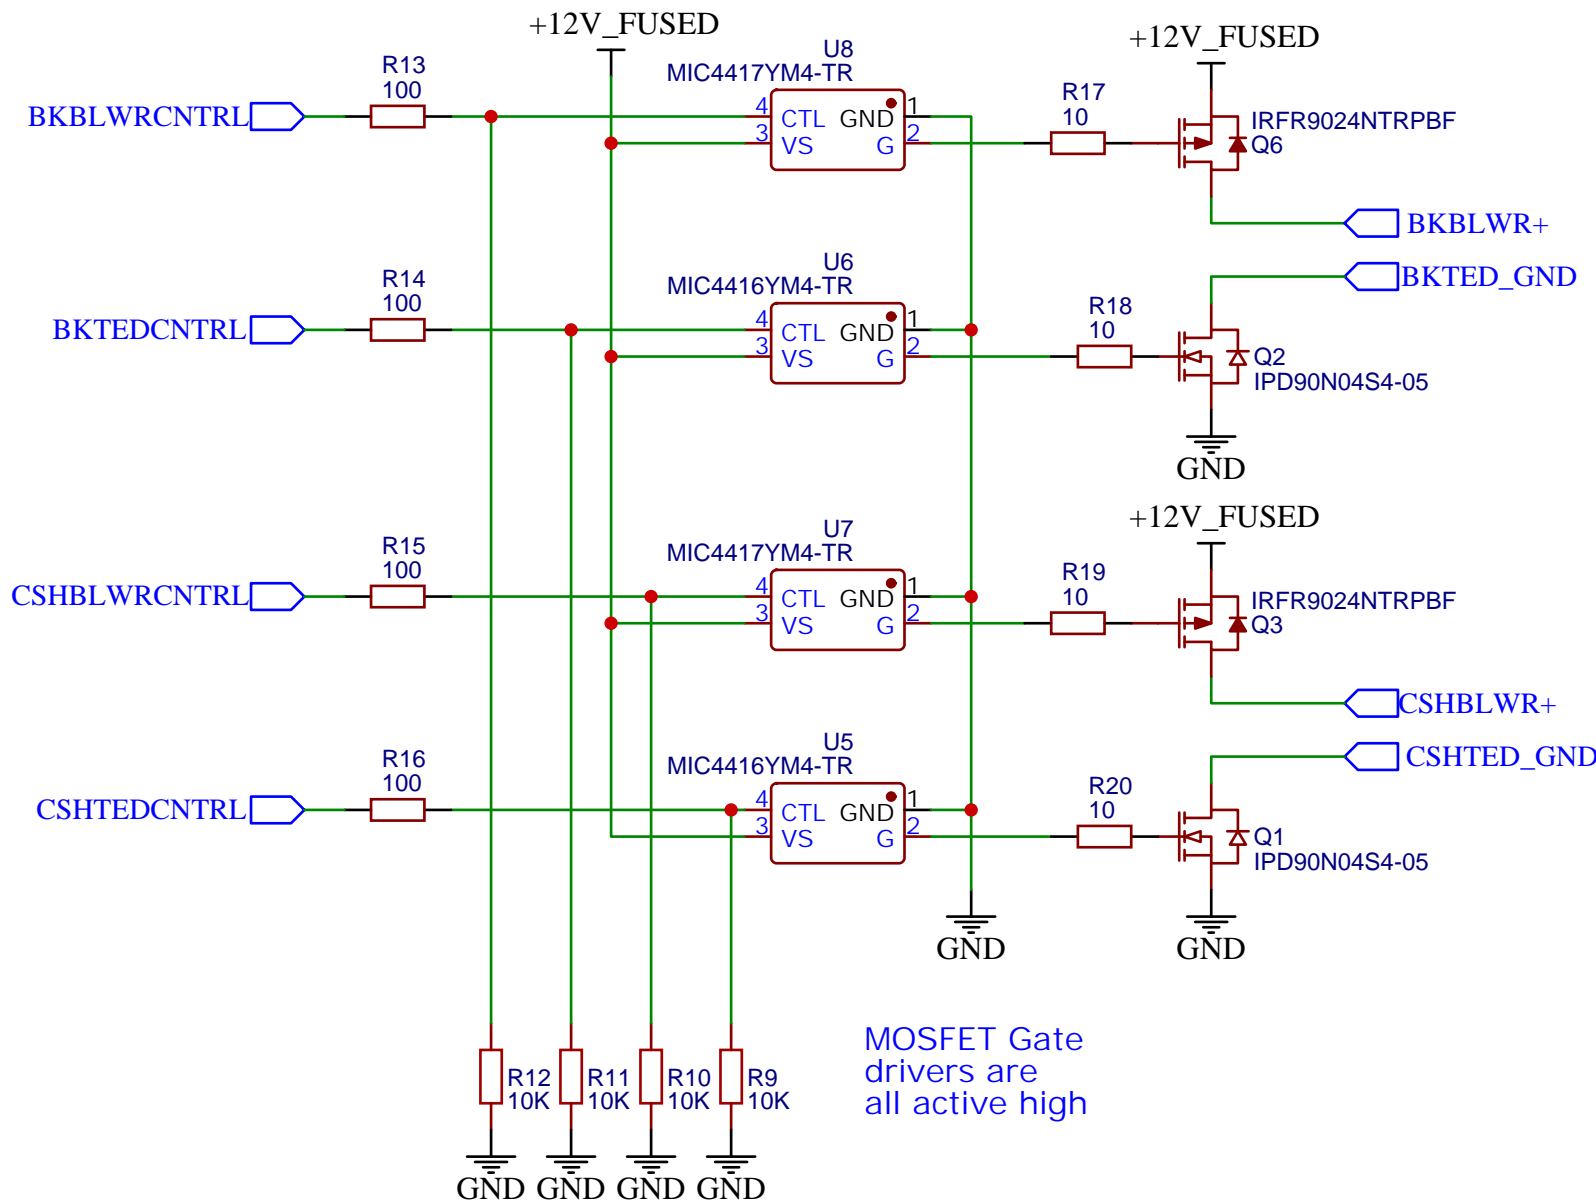 +12V_FUSED
U8
MIC4417YM4-TR
+12V_FUSED
R13
100
BKBLWRCNTRL
4 CTL GND 1
3 VS G 2
R17
10
IRFR9024NTRPBF
Q6
BKBLWR+
BKTED_GND
R14
100
BKTEDCNTRL
U6
MIC4416YM4-TR
4 CTL GND 1
3 VS G 2
R18
10
Q2
IPD90N04S4-05
GND
+12V_FUSED
R15
100
CSHBLWRCNTRL
U7
MIC4417YM4-TR
4 CTL GND 1
3 VS G 2
R19
10
IRFR9024NTRPBF
Q3
CSHBLWR+
CSHTED_GND
R16
100
CSHTEDCNTRL
U5
MIC4416YM4-TR
4 CTL GND 1
3 VS G 2
R20
10
Q1
IPD90N04S4-05
GND
GND
MOSFET Gate
drivers are
all active high
R12
10K
R11
10K
R10
10K
R9
10K
GND
GND
GND
GND